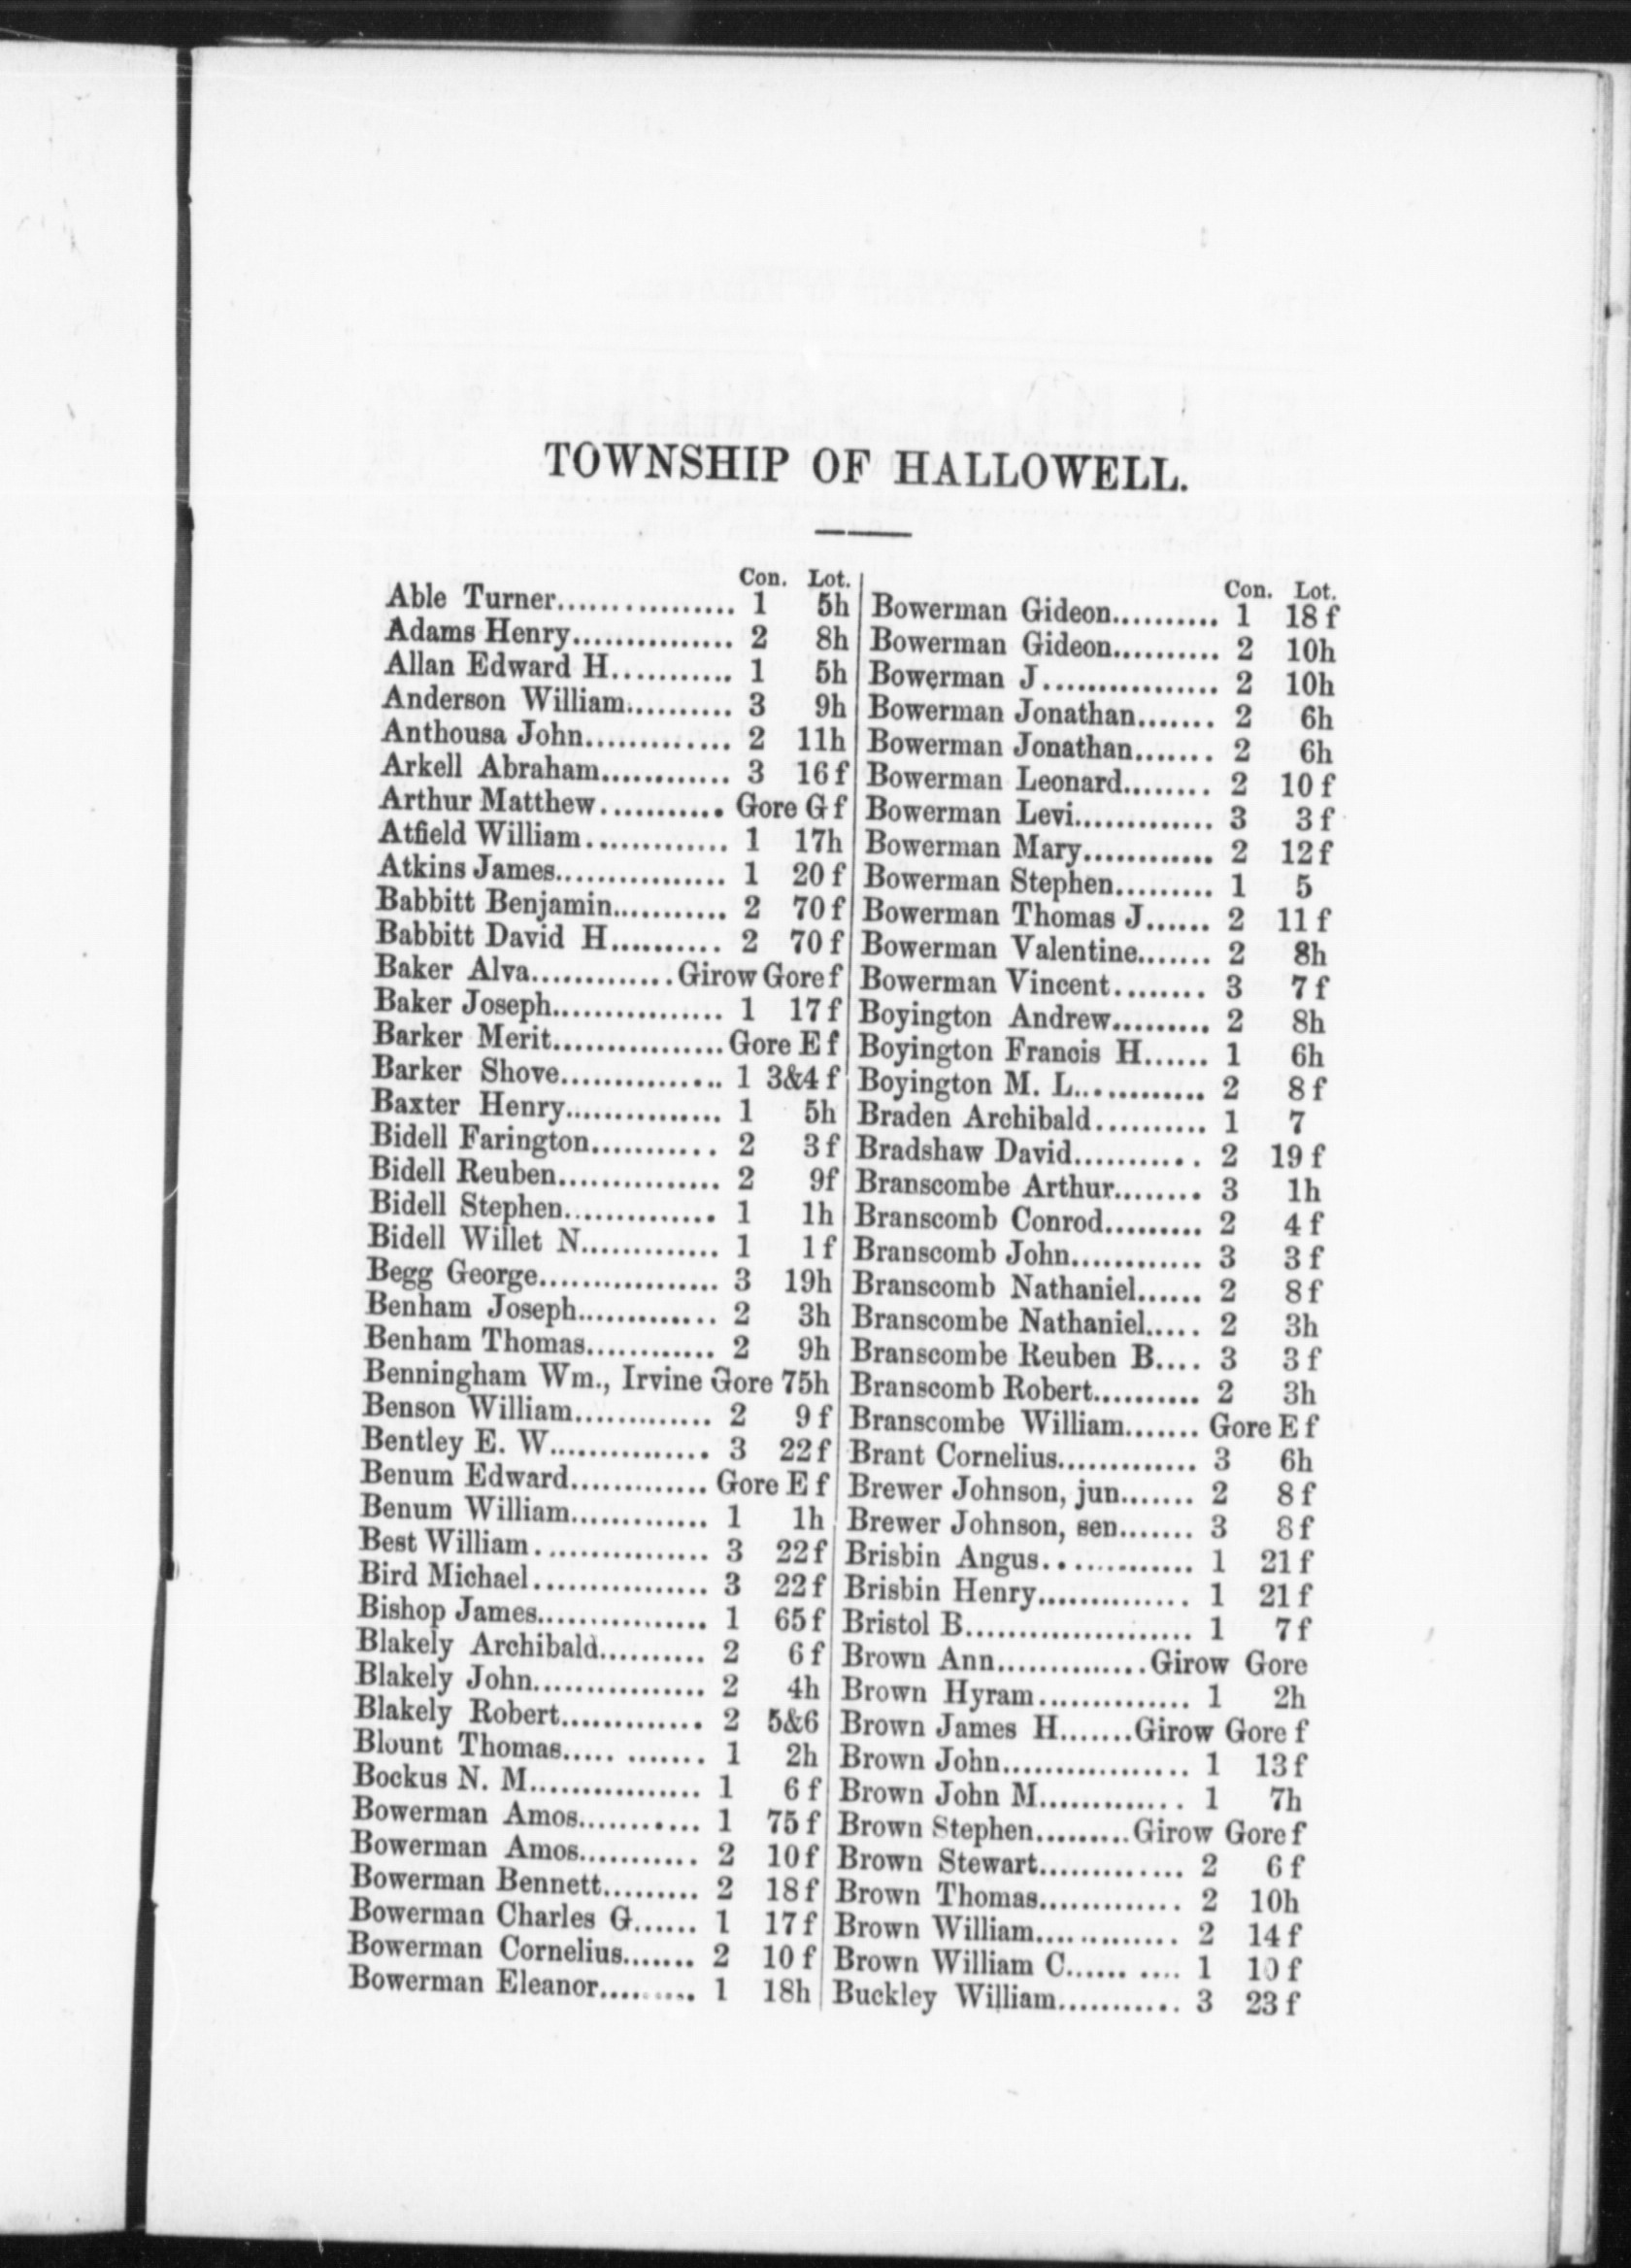 TOWNSHIP OF HALLOWELL.
Con. Lot.
Able Turner................ 1 5h
Adams Henry............... 2 8h
Allan Edward H........... 1 5h
Anderson William.......... 3 9h
Anthousa John............. 2 11h
Arkell Abraham............ 3 16 f
Arthur Matthew........... Gore G f
Atfield William............. 1 17h
Atkins James................ 1 20 f
Babbitt Benjamin........... 2 70 f
Babbitt David H.......... 2 70 f
Baker Alva.............Girow Gore f
Baker Joseph................ 1 17 f
Barker Merit................Gore E f
Barker Shove............... 1 3&4 f
Baxter Henry............... 1 5h
Bidell Farington........... 2 3 f
Bidell Reuben............... 2 9f
Bidell Stephen.............. 1 1h
Bidell Willet N............. 1 1 f
Begg George................. 3 19h
Benham Joseph............. 2 3h
Benham Thomas............ 2 9h
Benningham Wm., Irvine Gore 75h
Benson William............. 2 9 f
Bentley E. W............... 3 22 f
Benum Edward............. Gore E f
Benum William............. 1 1h
Best William................ 3 22 f
Bird Michael................ 3 22 f
Bishop James................ 1 65 f
Blakely Archibald.......... 2 6 f
Blakely John................ 2 4h
Blakely Robert............. 2 5&6
Blount Thomas..... ....... 1 2h
Bockus N. M................ 1 6 f
Bowerman Amos........... 1 75 f
Bowerman Amos........... 2 10 f
Bowerman Bennett......... 2 18 f
Bowerman Charles G...... 1 17 f
Bowerman Cornelius....... 2 10 f
Bowerman Eleanor......... 1 18h
Con. Lot.
Bowerman Gideon.......... 1 18 f
Bowerman Gideon.......... 2 10h
Bowerman J................ 2 10h
Bowerman Jonathan....... 2 6h
Bowerman Jonathan....... 2 6h
Bowerman Leonard........ 2 10 f
Bowerman Levi............. 3 3 f
Bowerman Mary............ 2 12 f
Bowerman Stephen......... 1 5
Bowerman Thomas J...... 2 11 f
Bowerman Valentine....... 2 8h
Bowerman Vincent........ 3 7 f
Boyington Andrew......... 2 8h
Boyington Francis H...... 1 6h
Boyington M. L............ 2 8 f
Braden Archibald.......... 1 7
Bradshaw David........... 2 19 f
Branscombe Arthur........ 3 1h
Branscomb Conrod......... 2 4 f
Branscomb John............ 3 3 f
Branscomb Nathaniel...... 2 8 f
Branscombe Nathaniel..... 2 3h
Branscombe Reuben B.... 3 3 f
Branscomb Robert.......... 2 3h
Branscombe William....... Gore E f
Brant Cornelius............. 3 6h
Brewer Johnson, jun....... 2 8 f
Brewer Johnson, sen....... 3 8 f
Brisbin Angus.............. 1 21 f
Brisbin Henry.............. 1 21 f
Bristol B..................... 1 7 f
Brown Ann..............Girow Gore
Brown Hyram.............. 1 2h
Brown James H.......Girow Gore f
Brown John................. 1 13 f
Brown John M............. 1 7h
Brown Stephen.........Girow Gore f
Brown Stewart............. 2 6 f
Brown Thomas............. 2 10h
Brown William............. 2 14 f
Brown William C...... .... 1 10 f
Buckley William........... 3 23 f